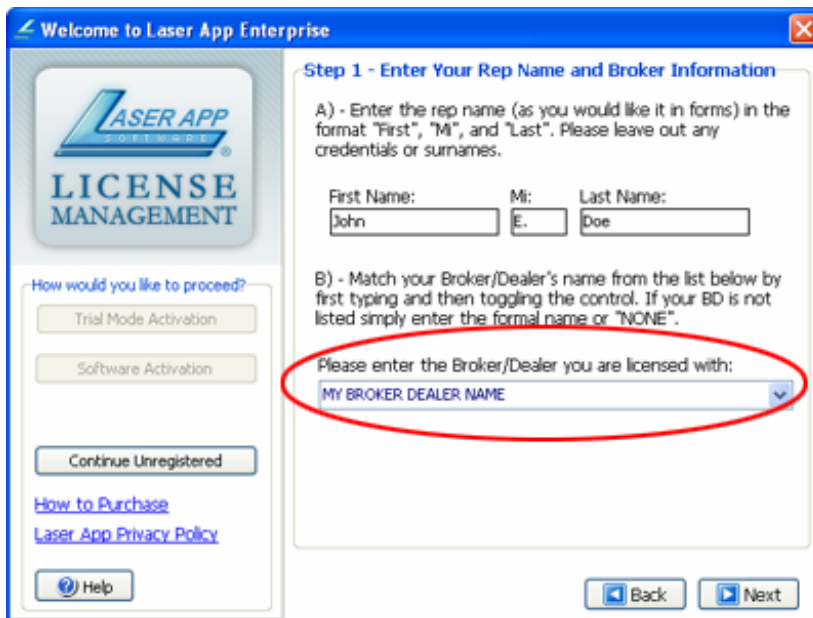 Welcome to Laser App Enterprise
LASER APP
SOFTWARE
®
LICENSE
MANAGEMENT
How would you like to proceed?
Trial Mode Activation
Software Activation
Continue Unregistered
How to Purchase
Laser App Privacy Policy
Help
Step 1 - Enter Your Rep Name and Broker Information
A) - Enter the rep name (as you would like it in forms) in the
format "First", "Mi", and "Last". Please leave out any
credentials or surnames.
First Name: Mi: Last Name:
John E. Doe
B) - Match your Broker/Dealer's name from the list below by
first typing and then toggling the control. If your BD is not
listed simply enter the formal name or "NONE".
Please enter the Broker/Dealer you are licensed with:
MY BROKER DEALER NAME
Back Next